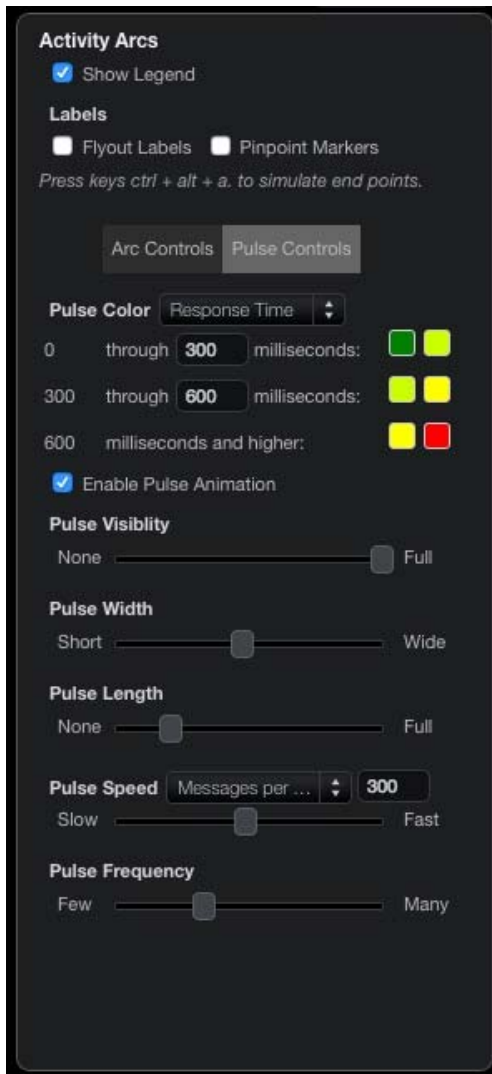 Activity Arcs
Show Legend
Labels
Flyout Labels Pinpoint Markers
Press keys ctrl + alt + a. to simulate end points.
Arc Controls Pulse Controls
Pulse Color Response Time
0 through 300 milliseconds:
300 through 600 milliseconds:
600 milliseconds and higher:
Enable Pulse Animation
Pulse Visiblity
None Full
Pulse Width
Short Wide
Pulse Length
None Full
Pulse Speed Messages per ... 300
Slow Fast
Pulse Frequency
Few Many